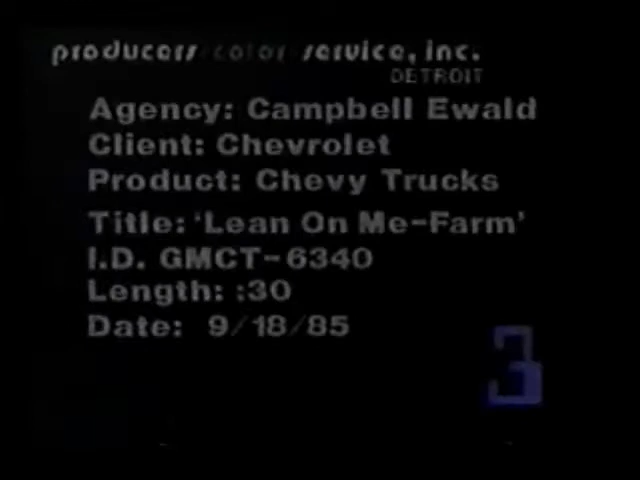 producers color service, inc.
DETROIT
Agency: Campbell Ewald
Client: Chevrolet
Product: Chevy Trucks
Title: 'Lean On Me-Farm'
I.D. GMCT-6340
Length: :30
Date: 9/18/85
3